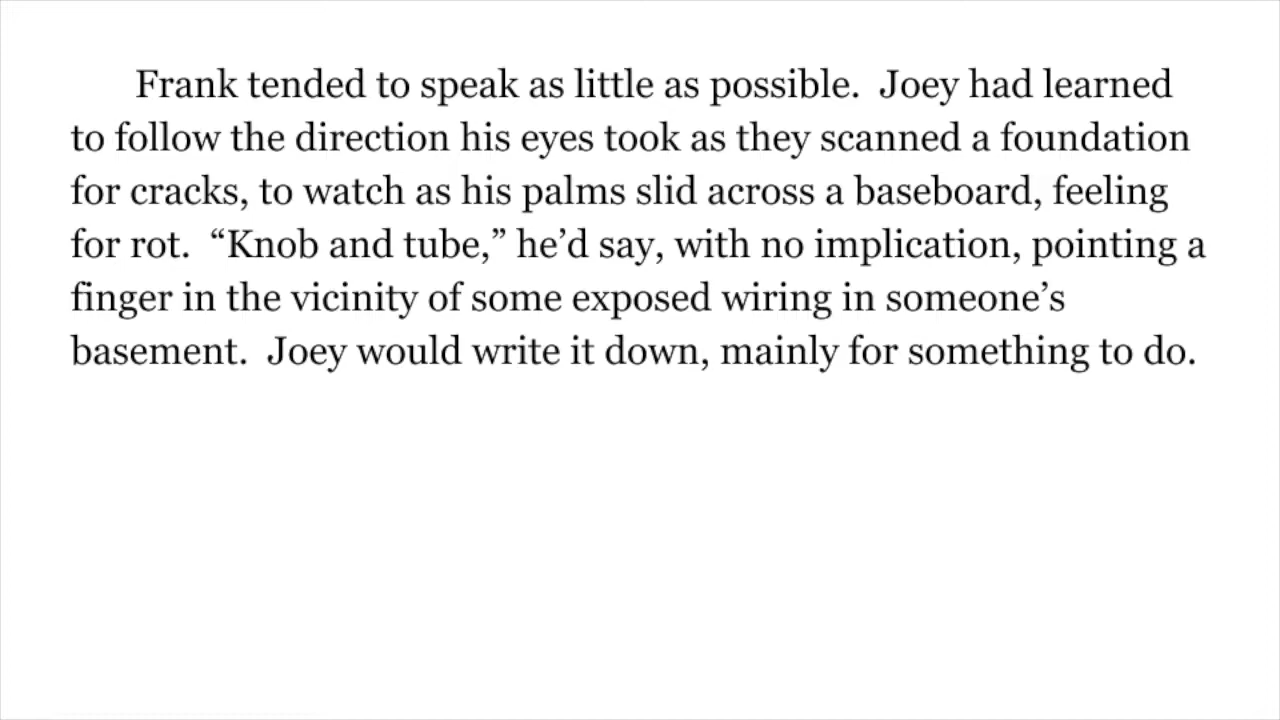 Frank tended to speak as little as possible.  Joey had learned
to follow the direction his eyes took as they scanned a foundation
for cracks, to watch as his palms slid across a baseboard, feeling
for rot.  “Knob and tube,” he’d say, with no implication, pointing a
finger in the vicinity of some exposed wiring in someone’s
basement.  Joey would write it down, mainly for something to do.